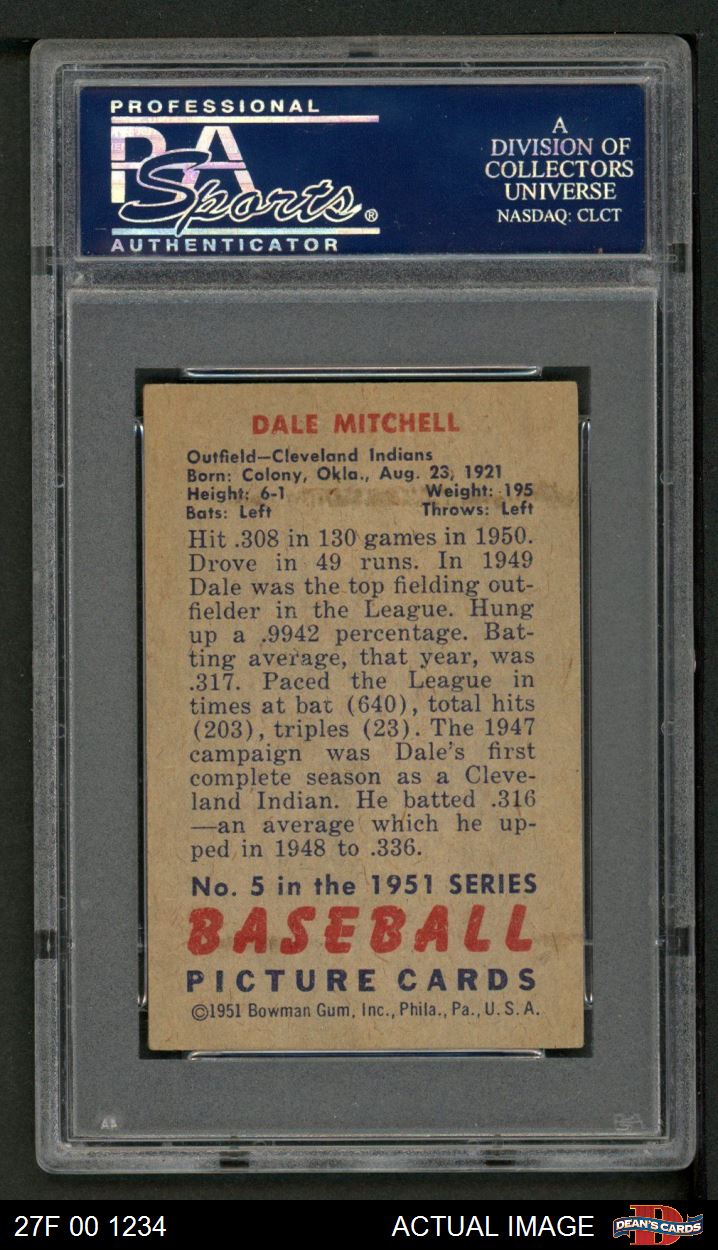 PROFESSIONAL
PSA
Sports®
AUTHENTICATOR
A
DIVISION OF
COLLECTORS
UNIVERSE
NASDAQ: CLCT
DALE MITCHELL
Outfield—Cleveland Indians
Born: Colony, Okla., Aug. 23, 1921
Height: 6-1 Weight: 195
Bats: Left Throws: Left
Hit .308 in 130 games in 1950.
Drove in 49 runs. In 1949
Dale was the top fielding out-
fielder in the League. Hung
up a .9942 percentage. Bat-
ting average, that year, was
.317. Paced the League in
times at bat (640), total hits
(203), triples (23). The 1947
campaign was Dale's first
complete season as a Cleve-
land Indian. He batted .316
—an average which he up-
ped in 1948 to .336.
No. 5 in the 1951 SERIES
BASEBALL
PICTURE CARDS
©1951 Bowman Gum, Inc., Phila., Pa., U. S. A.
27F 00 1234 ACTUAL IMAGE DEAN'S CARDS